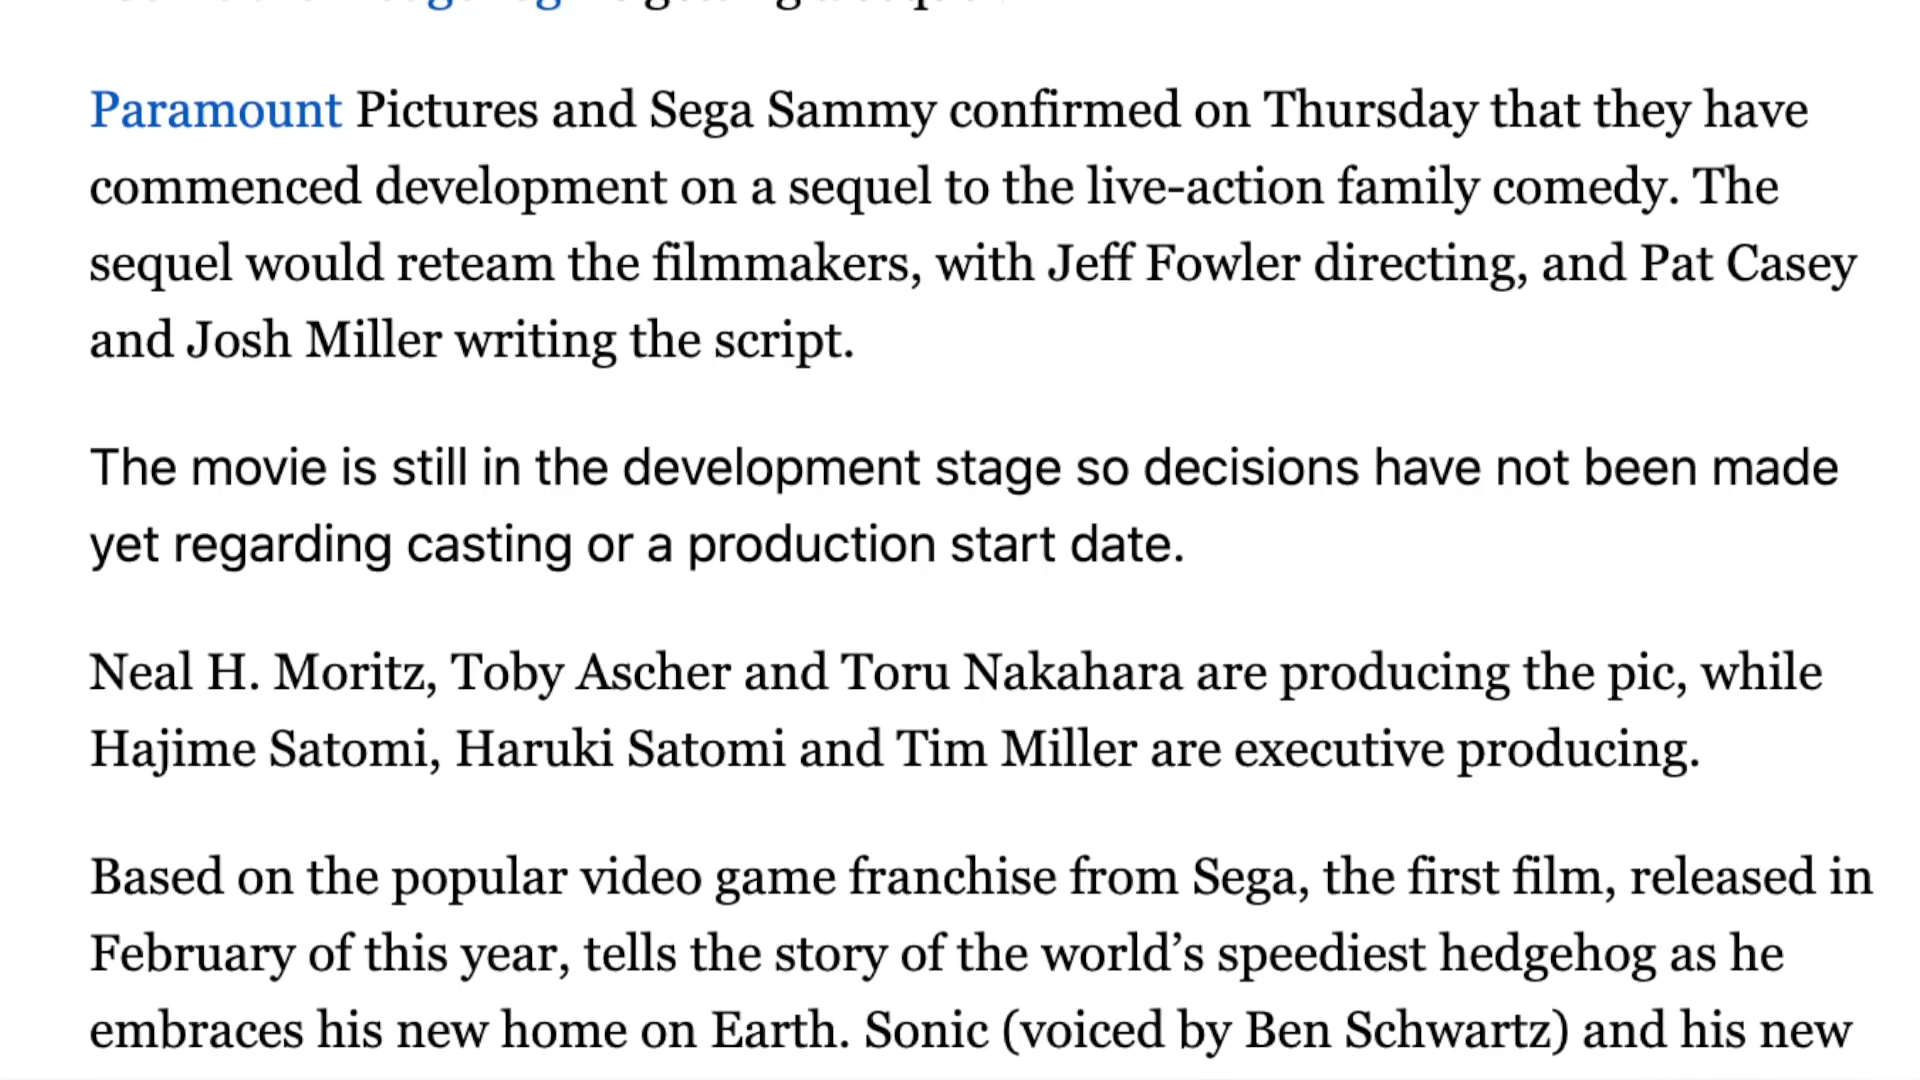 Paramount Pictures and Sega Sammy confirmed on Thursday that they have
commenced development on a sequel to the live-action family comedy. The
sequel would reteam the filmmakers, with Jeff Fowler directing, and Pat Casey
and Josh Miller writing the script.
The movie is still in the development stage so decisions have not been made
yet regarding casting or a production start date.
Neal H. Moritz, Toby Ascher and Toru Nakahara are producing the pic, while
Hajime Satomi, Haruki Satomi and Tim Miller are executive producing.
Based on the popular video game franchise from Sega, the first film, released in
February of this year, tells the story of the world’s speediest hedgehog as he
embraces his new home on Earth. Sonic (voiced by Ben Schwartz) and his new